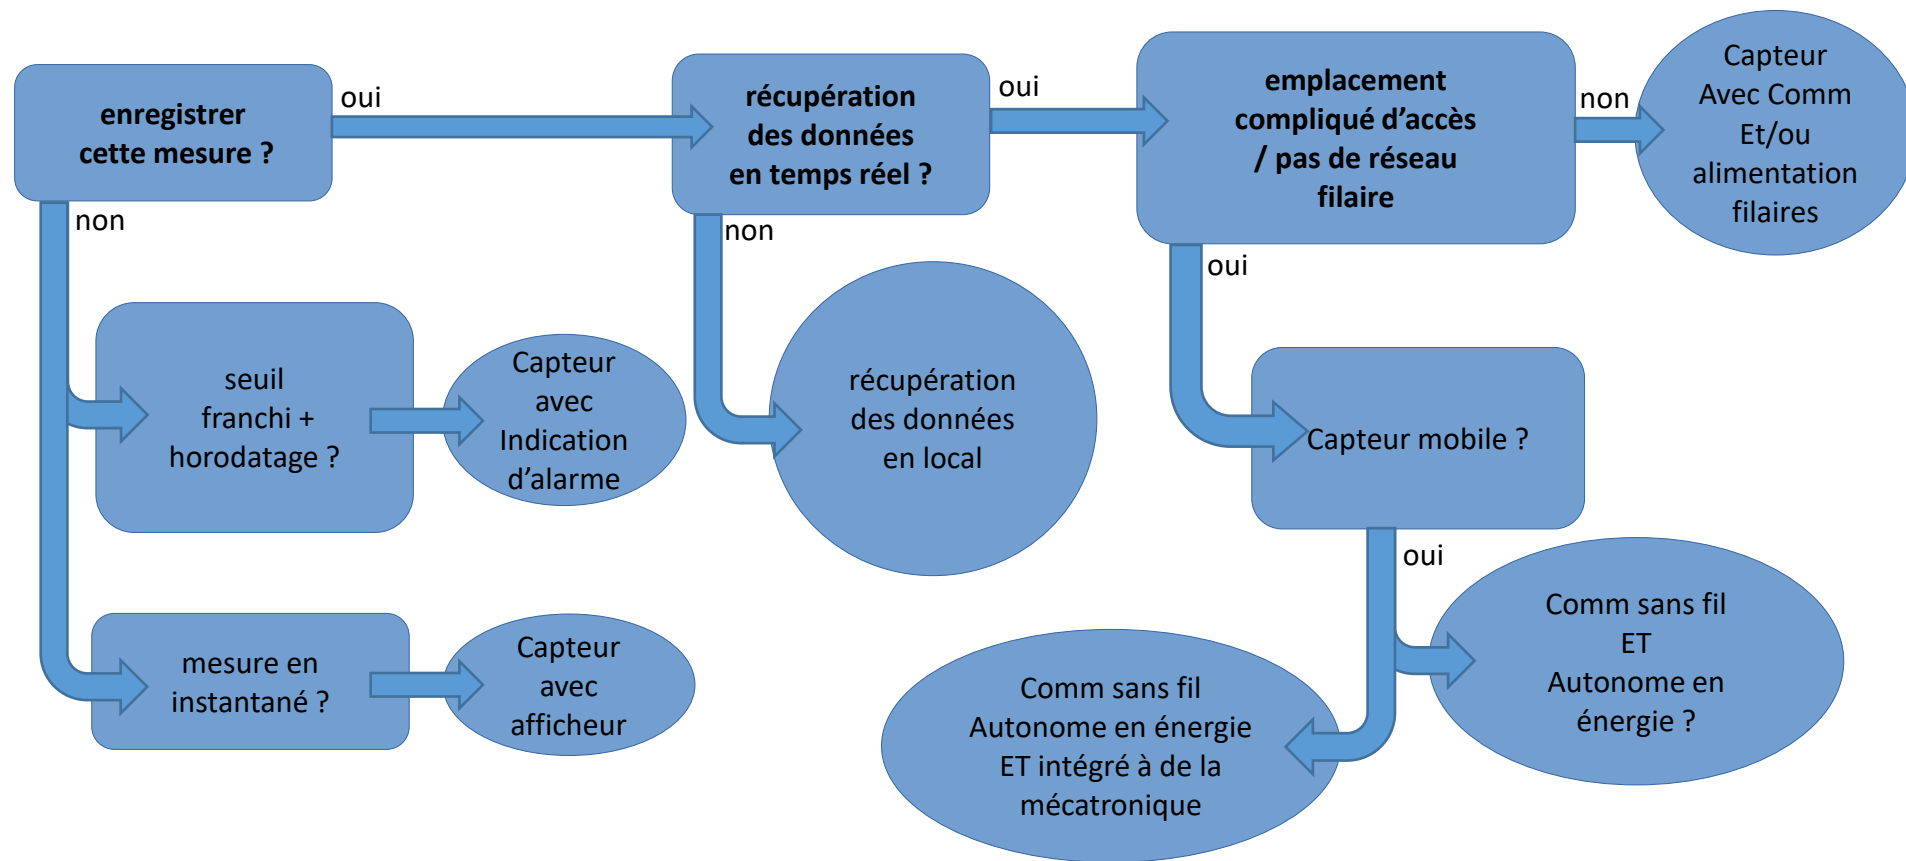 enregistrer
cette mesure ?
oui
récupération
des données
en temps réel ?
oui
emplacement
compliqué d’accès
/ pas de réseau
filaire
non
Capteur
Avec Comm
Et/ou
alimentation
filaires
non
non
oui
seuil
franchi +
horodatage ?
Capteur
avec
Indication
d’alarme
récupération
des données
en local
Capteur mobile ?
oui
mesure en
instantané ?
Capteur
avec
afficheur
Comm sans fil
Autonome en énergie
ET intégré à de la
mécatronique
Comm sans fil
ET
Autonome en
énergie ?